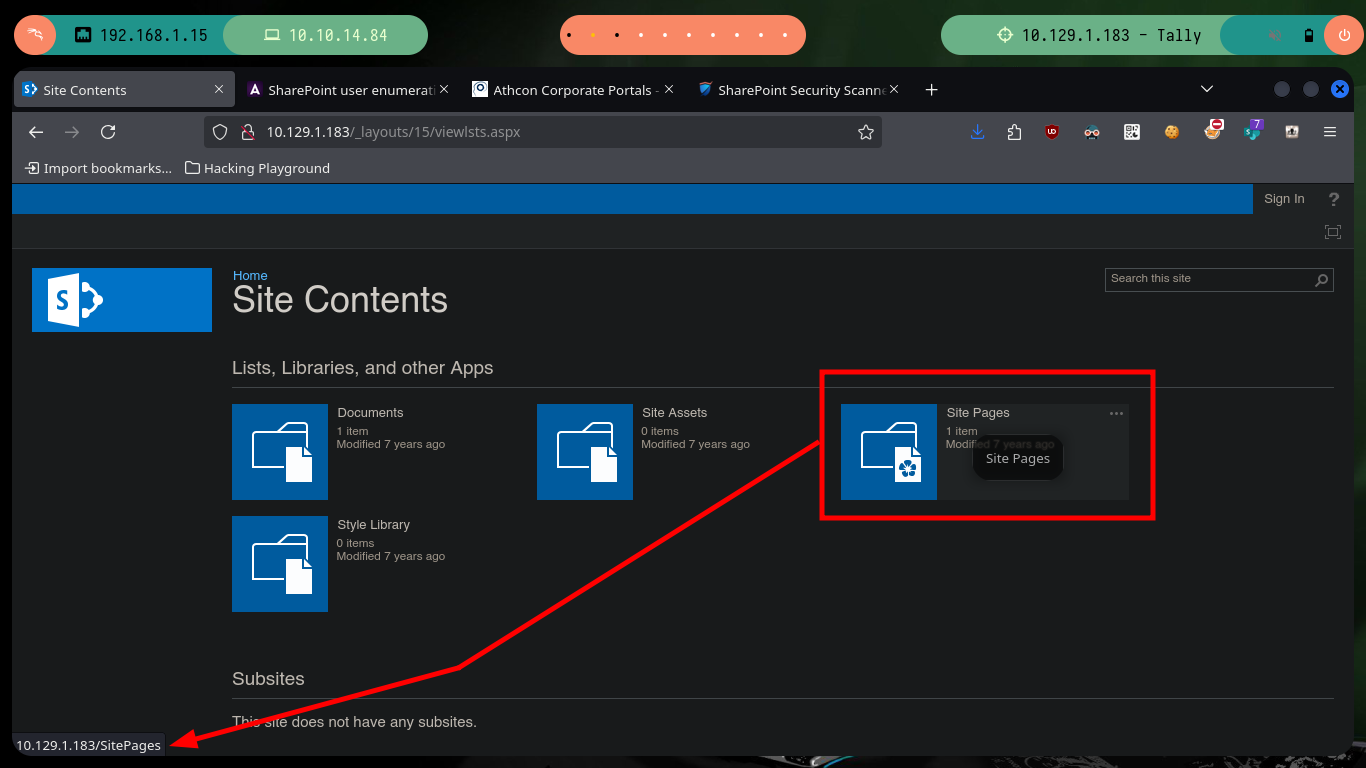 192.168.1.15
10.10.14.84
10.129.1.183 - Tally
Site Contents
SharePoint user enumerati
Athcon Corporate Portals -
SharePoint Security Scanne
10.129.1.183/_layouts/15/viewlsts.aspx
7
Import bookmarks...
Hacking Playground
Sign In
?
Home
Site Contents
Search this site
Lists, Libraries, and other Apps
Documents
1 item
Modified 7 years ago
Site Assets
0 items
Modified 7 years ago
Site Pages
1 item
Modified 7 years ago
Site Pages
Style Library
0 items
Modified 7 years ago
Subsites
This site does not have any subsites.
10.129.1.183/SitePages